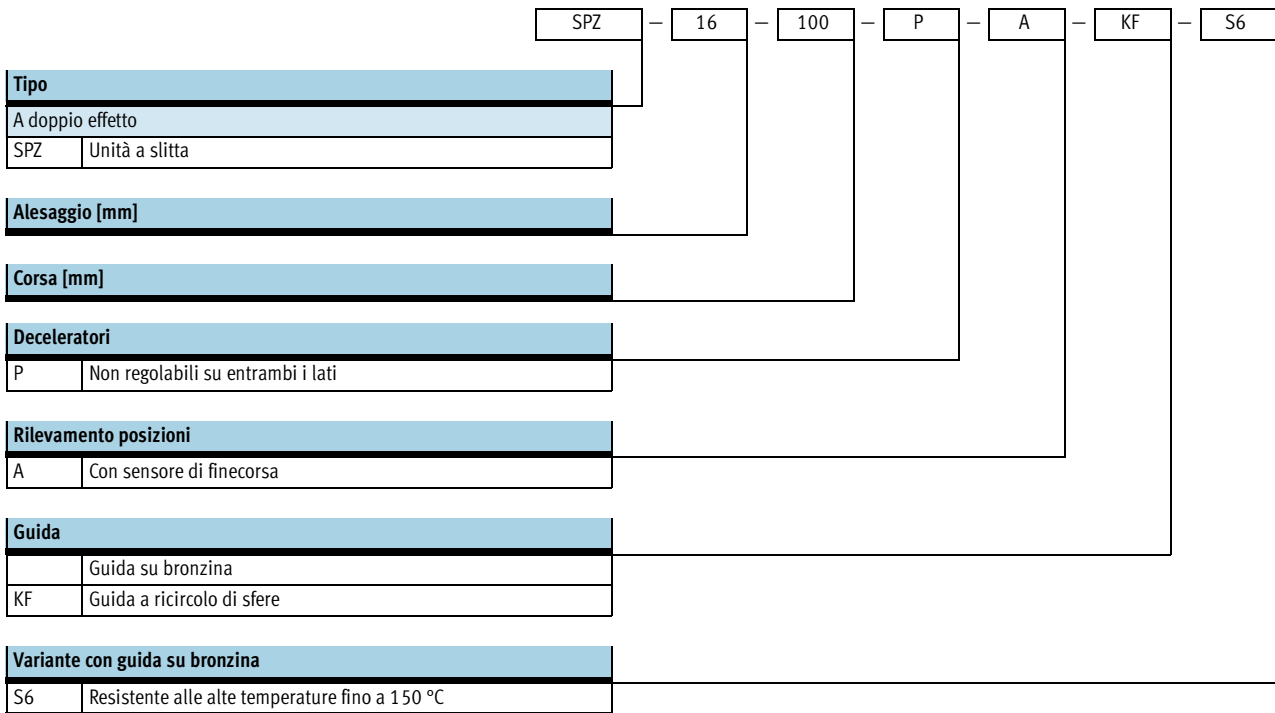 SPZ — 16 — 100 — P — A — KF — S6
Tipo
A doppio effetto
SPZ Unità a slitta
Alesaggio [mm]
Corsa [mm]
Deceleratori
P Non regolabili su entrambi i lati
Rilevamento posizioni
A Con sensore di finecorsa
Guida
Guida su bronzina
KF Guida a ricircolo di sfere
Variante con guida su bronzina
S6 Resistente alle alte temperature fino a 150 °C